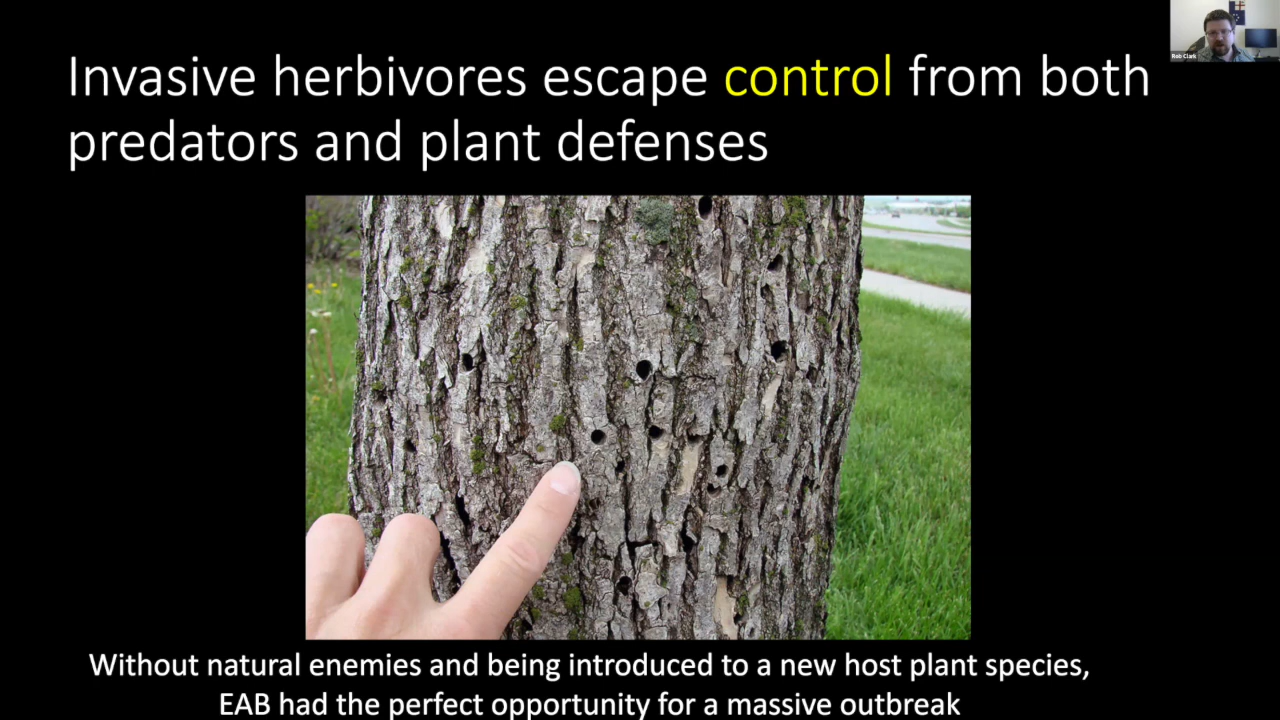 Invasive herbivores escape control from both
predators and plant defenses
Rob Clark
Without natural enemies and being introduced to a new host plant species,
EAB had the perfect opportunity for a massive outbreak